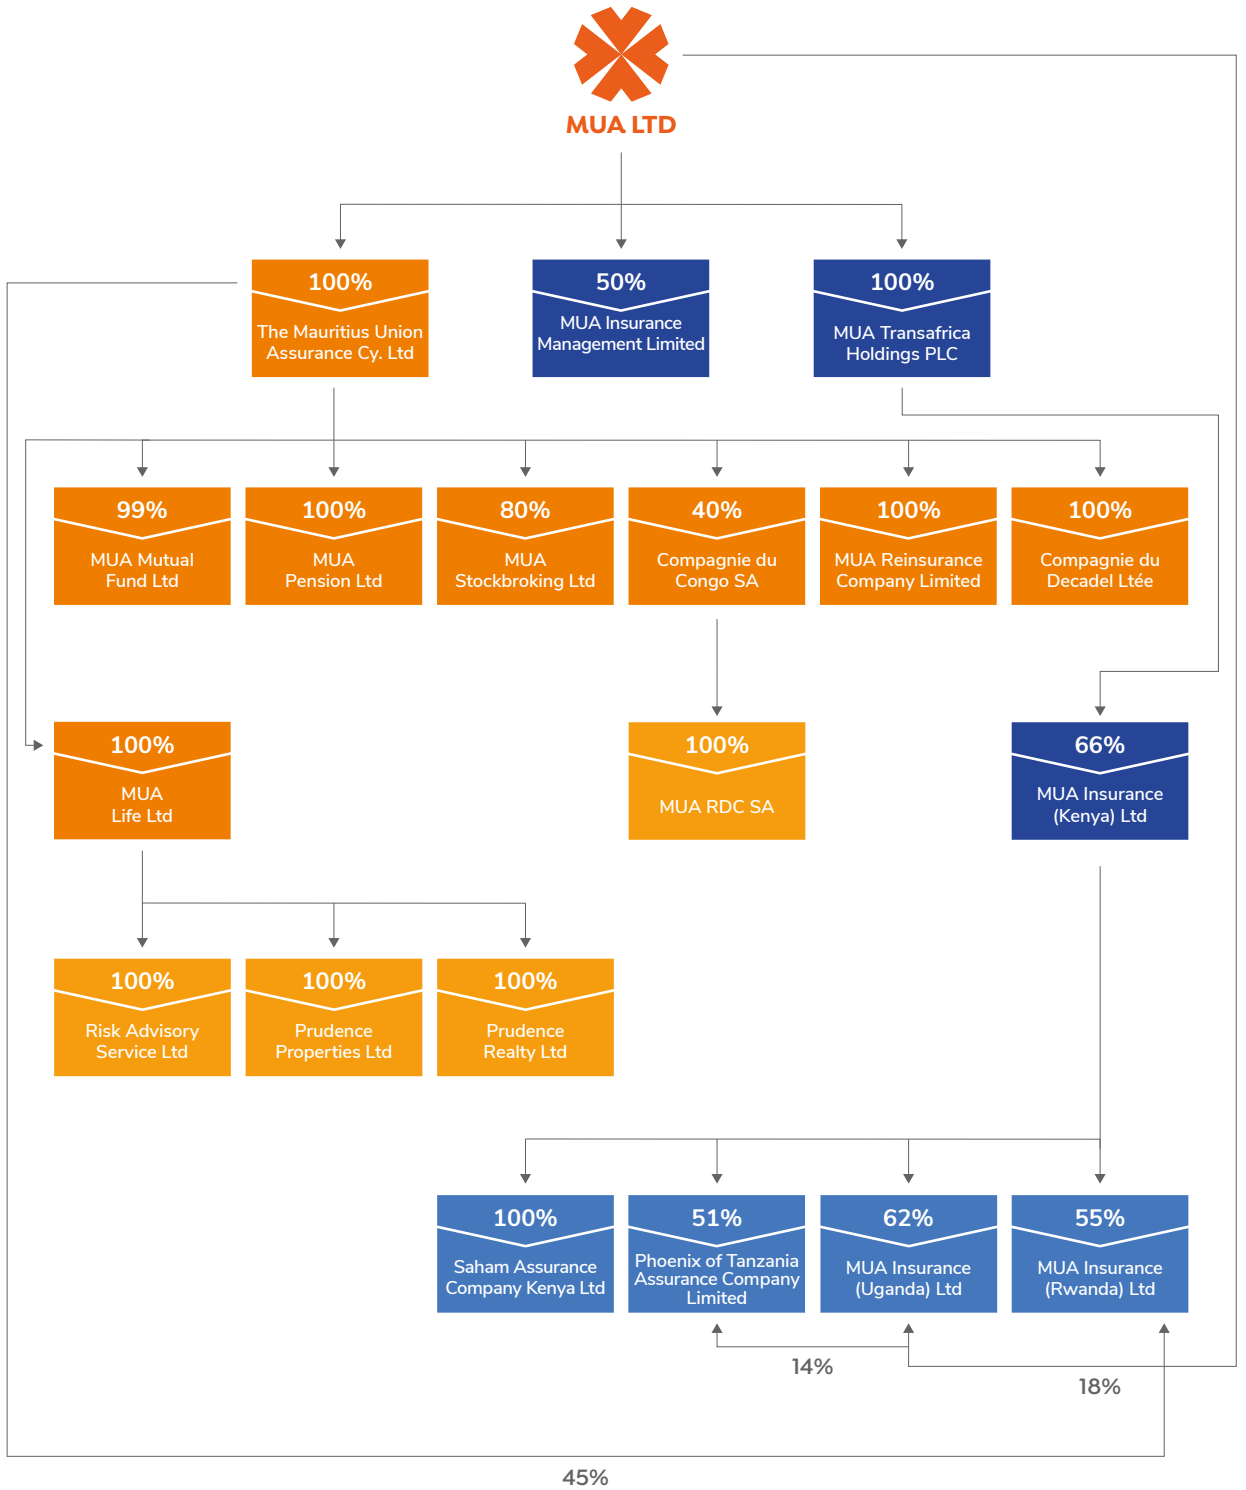 MUA LTD
100%
The Mauritius Union
Assurance Cy. Ltd
50%
MUA Insurance
Management Limited
100%
MUA Transafrica
Holdings PLC
99%
MUA Mutual
Fund Ltd
100%
MUA
Pension Ltd
80%
MUA
Stockbroking Ltd
40%
Compagnie du
Congo SA
100%
MUA Reinsurance
Company Limited
100%
Compagnie du
Decadel Ltée
100%
MUA
Life Ltd
100%
MUA RDC SA
66%
MUA Insurance
(Kenya) Ltd
100%
Risk Advisory
Service Ltd
100%
Prudence
Properties Ltd
100%
Prudence
Realty Ltd
100%
Saham Assurance
Company Kenya Ltd
51%
Phoenix of Tanzania
Assurance Company
Limited
62%
MUA Insurance
(Uganda) Ltd
55%
MUA Insurance
(Rwanda) Ltd
14%
18%
45%